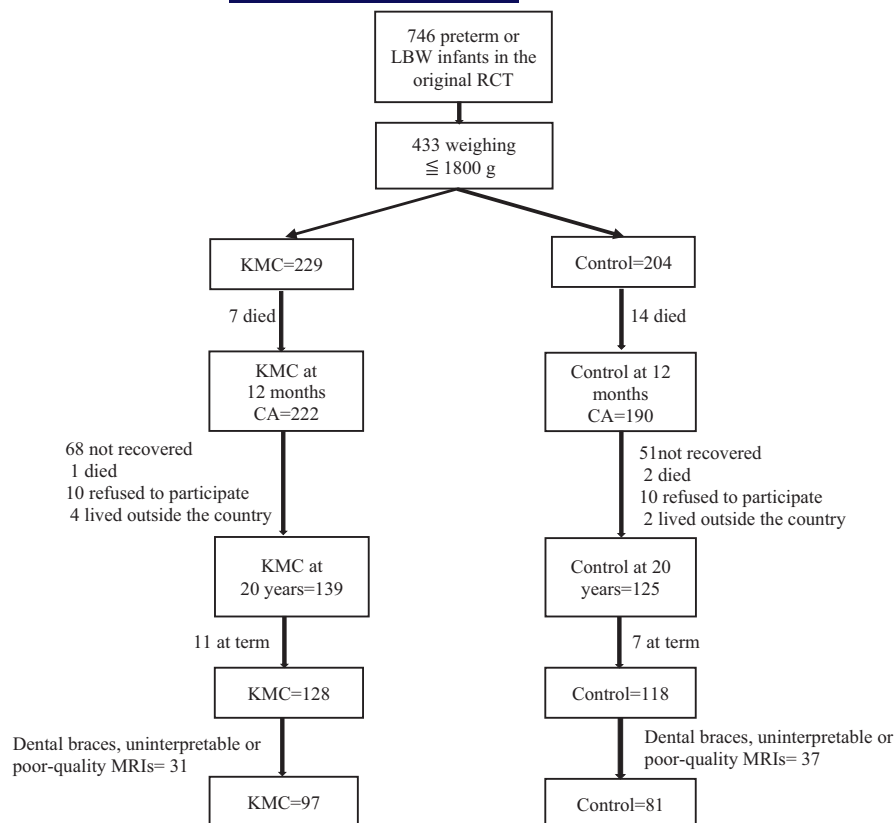 746 preterm or
LBW infants in the
original RCT
433 weighing
≦ 1800 g
KMC=229
Control=204
7 died
14 died
KMC at
12 months
CA=222
Control at 12
months
CA=190
68 not recovered
1 died
10 refused to participate
4 lived outside the country
51not recovered
2 died
10 refused to participate
2 lived outside the country
KMC at
20 years=139
Control at 20
years=125
11 at term
7 at term
KMC=128
Control=118
Dental braces, uninterpretable or
poor-quality MRIs= 31
Dental braces, uninterpretable or
poor-quality MRIs= 37
KMC=97
Control=81